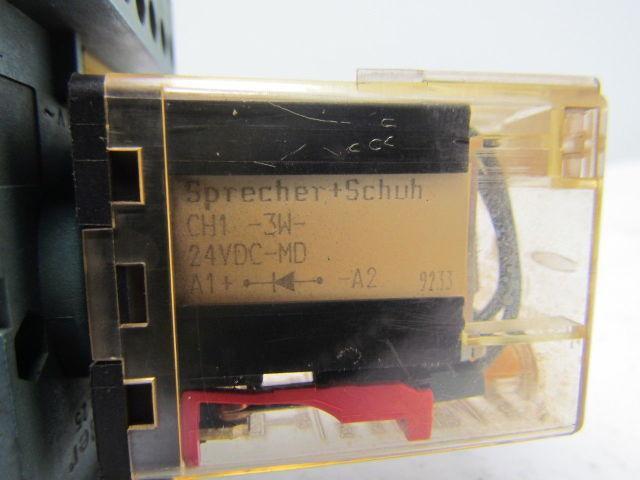 Sprecher+Schuh
CH1 -3W-
24VDC-MD
A1+ -A2 9233